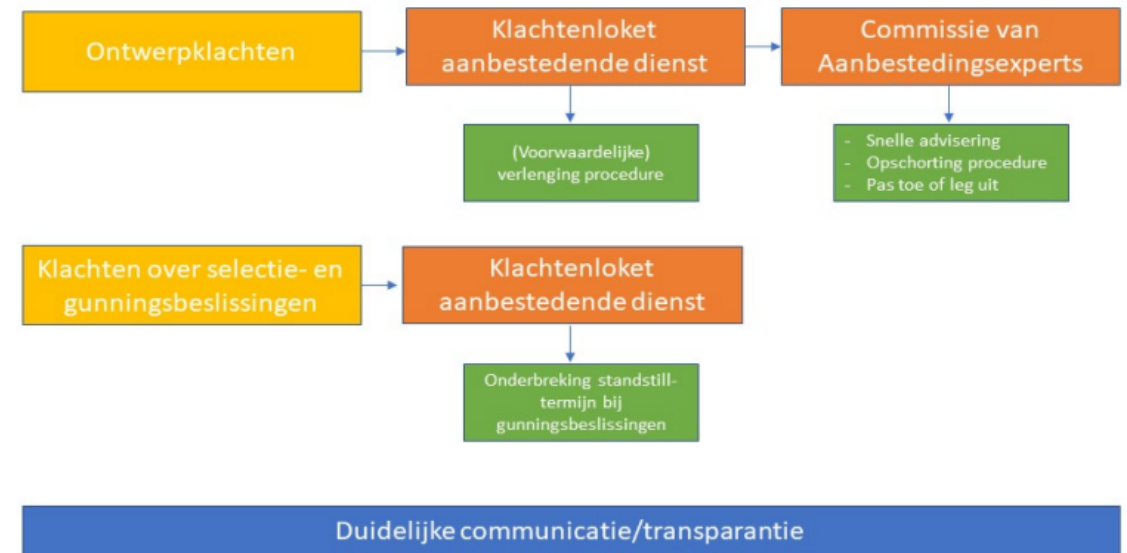 Ontwerpklachten
Klachtenloket
aanbestedende dienst
Commissie van
Aanbestedingsexperts
(Voorwaardelijke)
verlenging procedure
- Snelle advisering
- Opschorting procedure
- Pas toe of leg uit
Klachten over selectie- en
gunningsbeslissingen
Klachtenloket
aanbestedende dienst
Onderbreking standstill-
termijn bij
gunningsbeslissingen
Duidelijke communicatie/transparantie